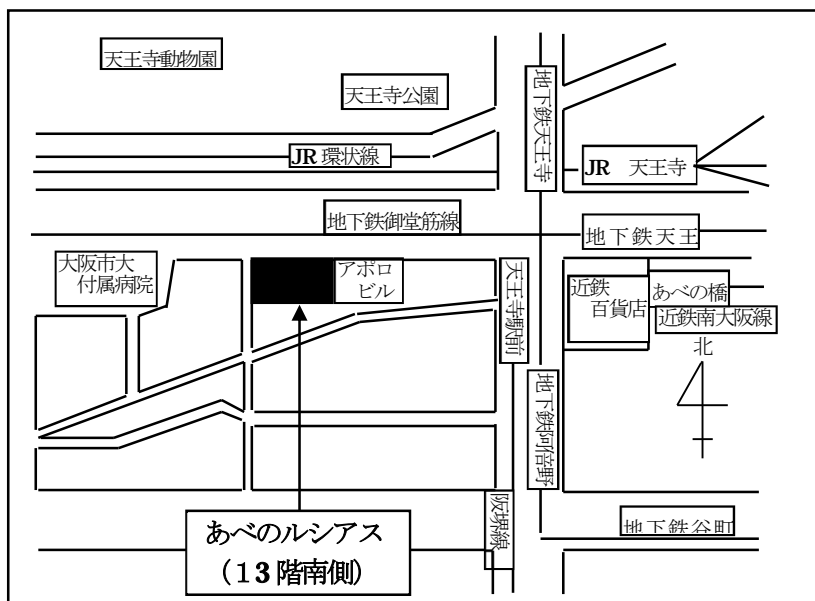 天王寺動物園
天王寺公園
地下鉄天王寺
JR 環状線
JR 天王寺
地下鉄御堂筋線
地下鉄天王
大阪市大
付属病院
アポロ
ビル
天王寺駅前
近鉄
百貨店
あべの橋
近鉄南大阪線
北
地下鉄阿倍野
阪堺線
地下鉄谷町
あべのルシアス
（１３階南側）